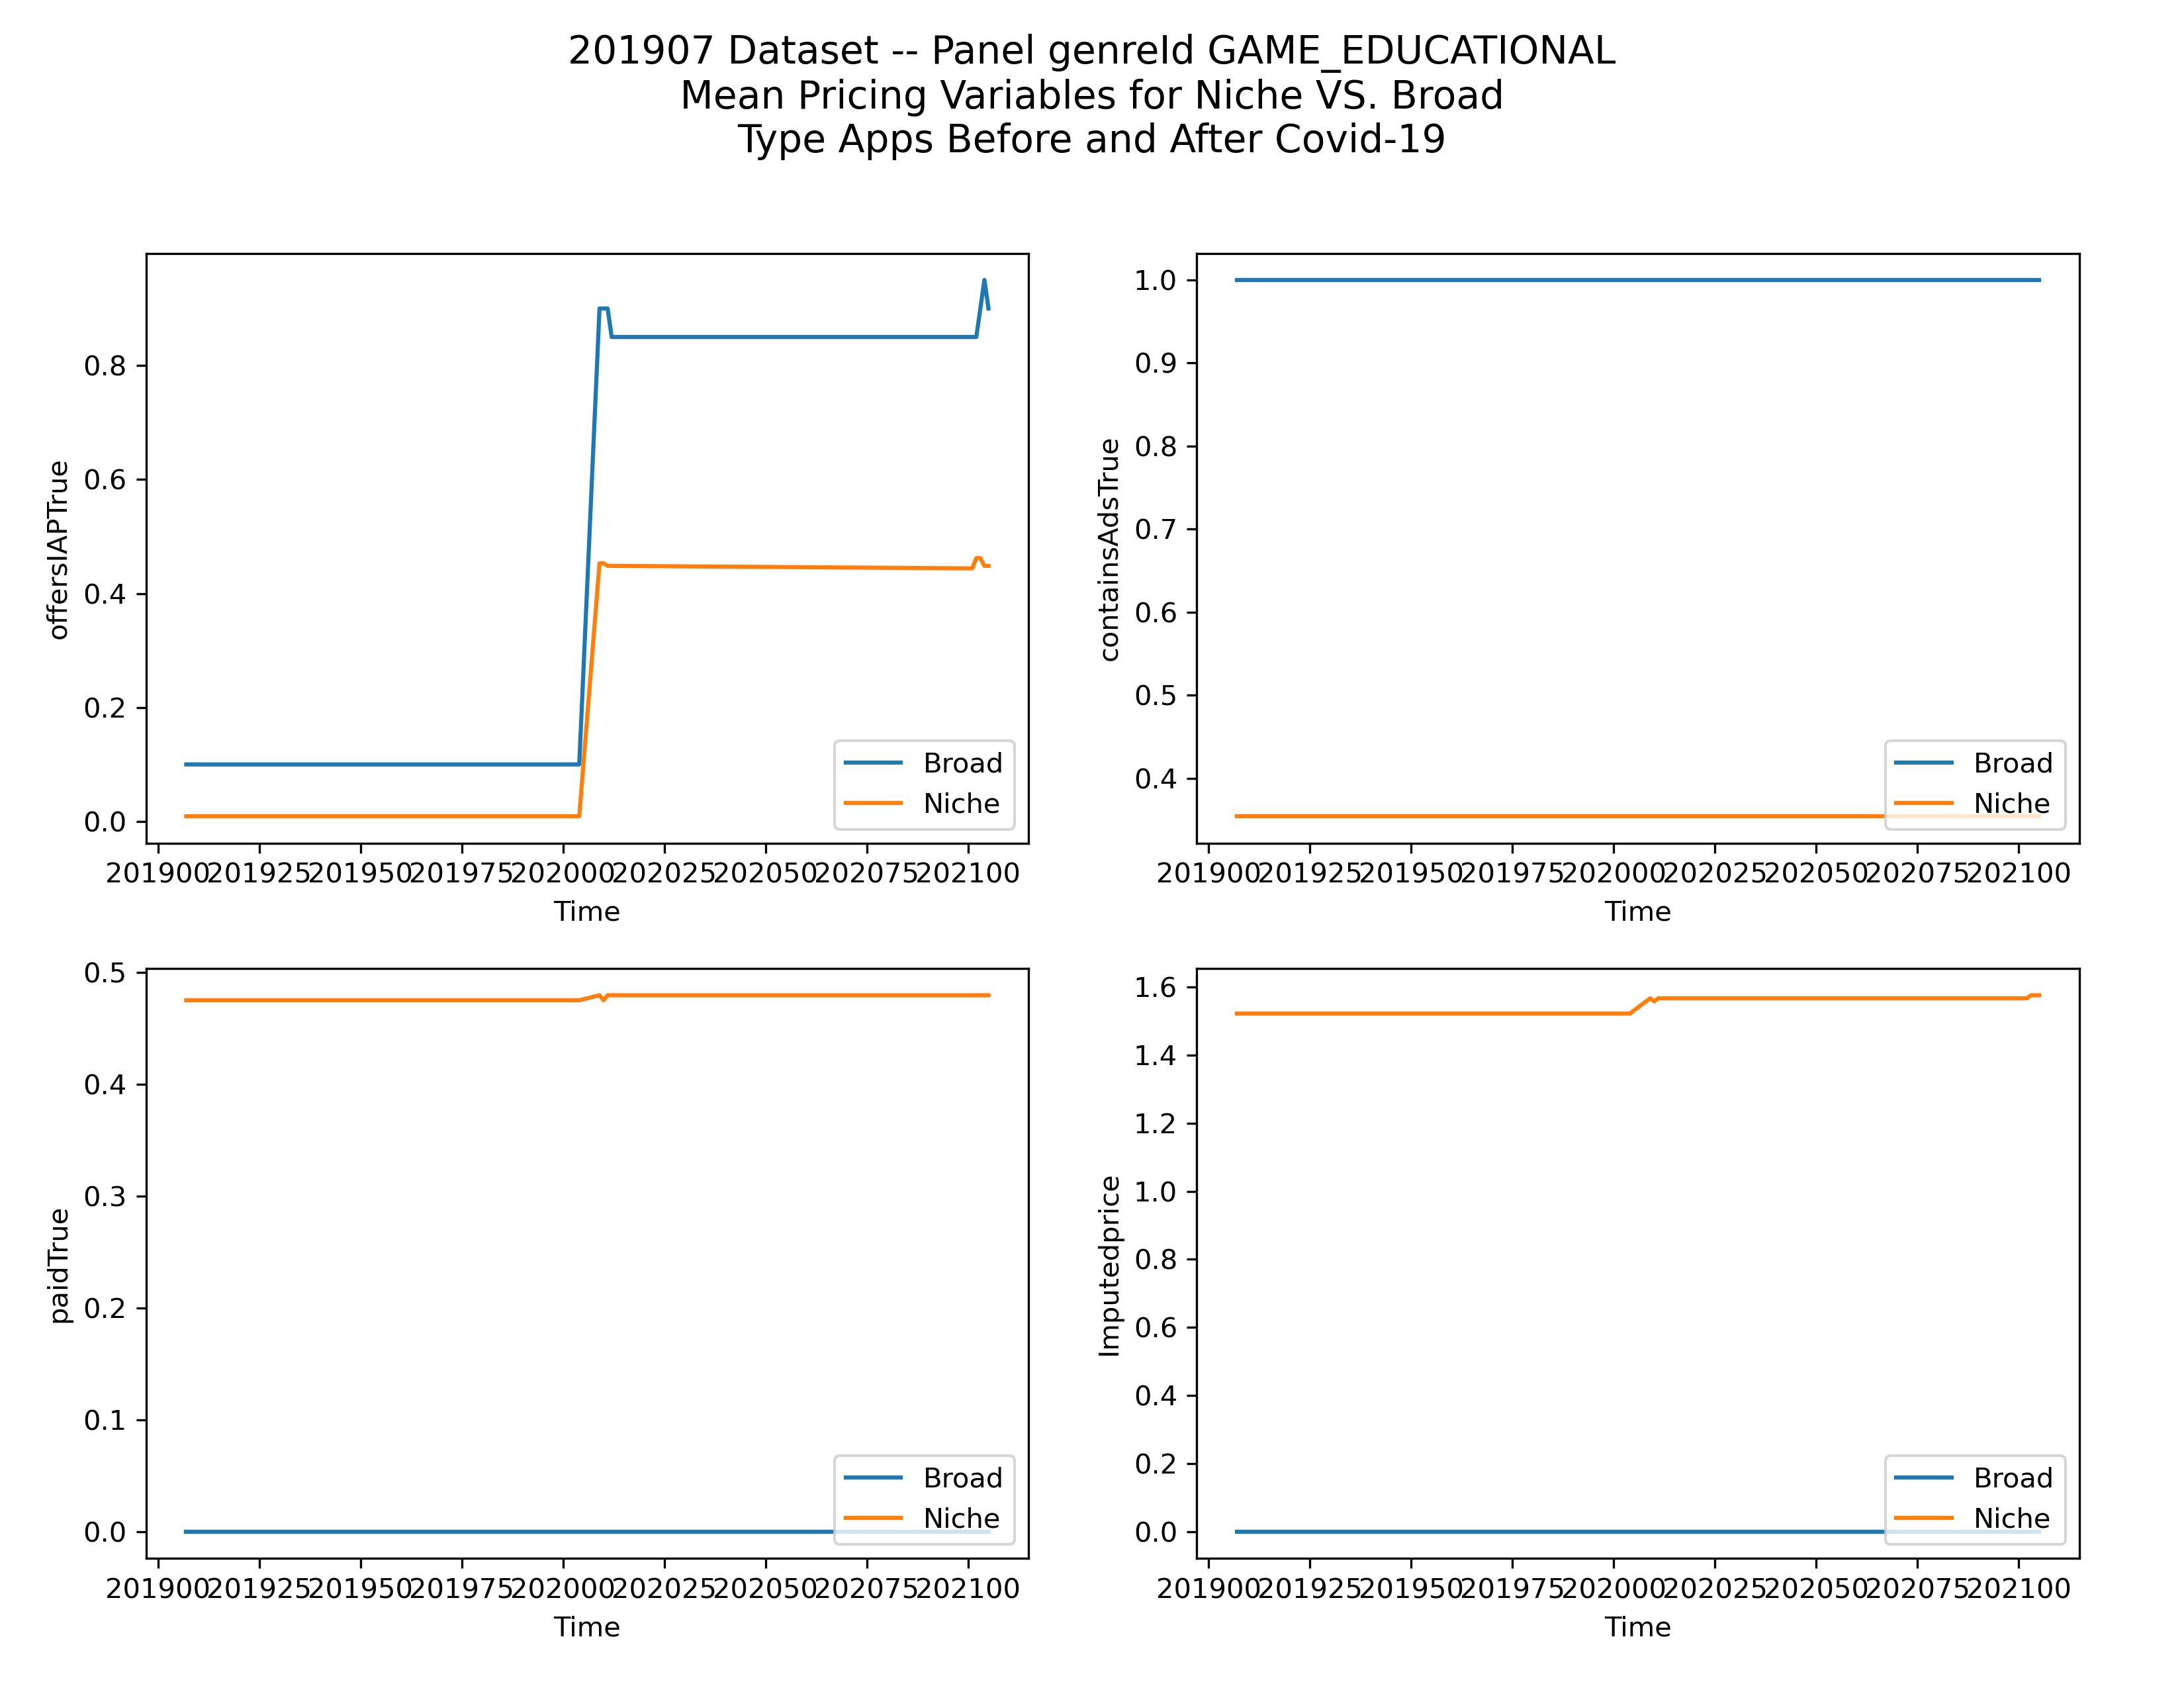 201907 Dataset -- Panel genreId GAME_EDUCATIONAL
Mean Pricing Variables for Niche VS. Broad
Type Apps Before and After Covid-19
offersIAPTrue
0.8
0.6
0.4
0.2
0.0
Broad
Niche
201900 201925 201950 201975 202000 202025 202050 202075 202100
Time
containsAdsTrue
1.0
0.9
0.8
0.7
0.6
0.5
0.4
Broad
Niche
201900 201925 201950 201975 202000 202025 202050 202075 202100
Time
paidTrue
0.5
0.4
0.3
0.2
0.1
0.0
Broad
Niche
201900 201925 201950 201975 202000 202025 202050 202075 202100
Time
Imputedprice
1.6
1.4
1.2
1.0
0.8
0.6
0.4
0.2
0.0
Broad
Niche
201900 201925 201950 201975 202000 202025 202050 202075 202100
Time